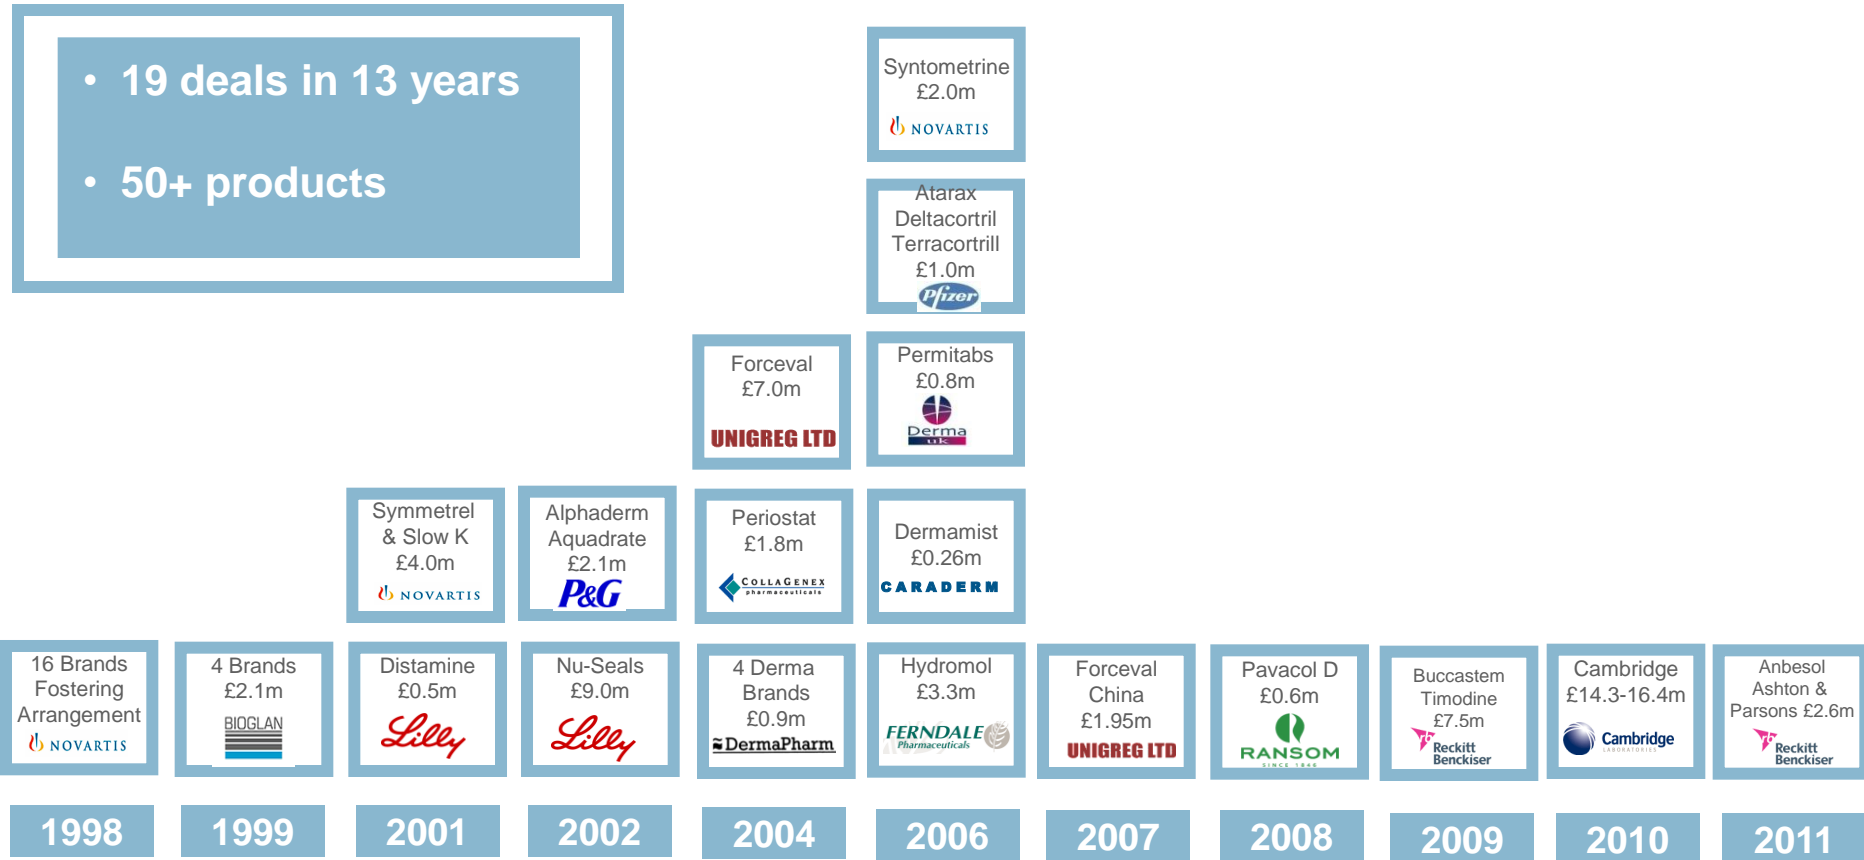 • 19 deals in 13 years
• 50+ products
Syntometrine
£2.0m
NOVARTIS
Atarax
Deltacortril
Terracortrill
£1.0m
Pfizer
Forceval
£7.0m
UNIGREG LTD
Permitabs
£0.8m
Derma
uk
Symmetrel
& Slow K
£4.0m
NOVARTIS
Alphaderm
Aquadrate
£2.1m
P&G
Periostat
£1.8m
COLLAGENEX
pharmaceuticals
Dermamist
£0.26m
CARADERM
16 Brands
Fostering
Arrangement
NOVARTIS
4 Brands
£2.1m
BIOGLAN
Distamine
£0.5m
Lilly
Nu-Seals
£9.0m
Lilly
4 Derma
Brands
£0.9m
DermaPharm
Hydromol
£3.3m
FERNDALE
Pharmaceuticals
Forceval
China
£1.95m
UNIGREG LTD
Pavacol D
£0.6m
RANSOM
SINCE 1846
Buccastem
Timodine
£7.5m
Reckitt
Benckiser
Cambridge
£14.3-16.4m
Cambridge
LABORATORIES
Anbesol
Ashton &
Parsons £2.6m
Reckitt
Benckiser
1998
1999
2001
2002
2004
2006
2007
2008
2009
2010
2011